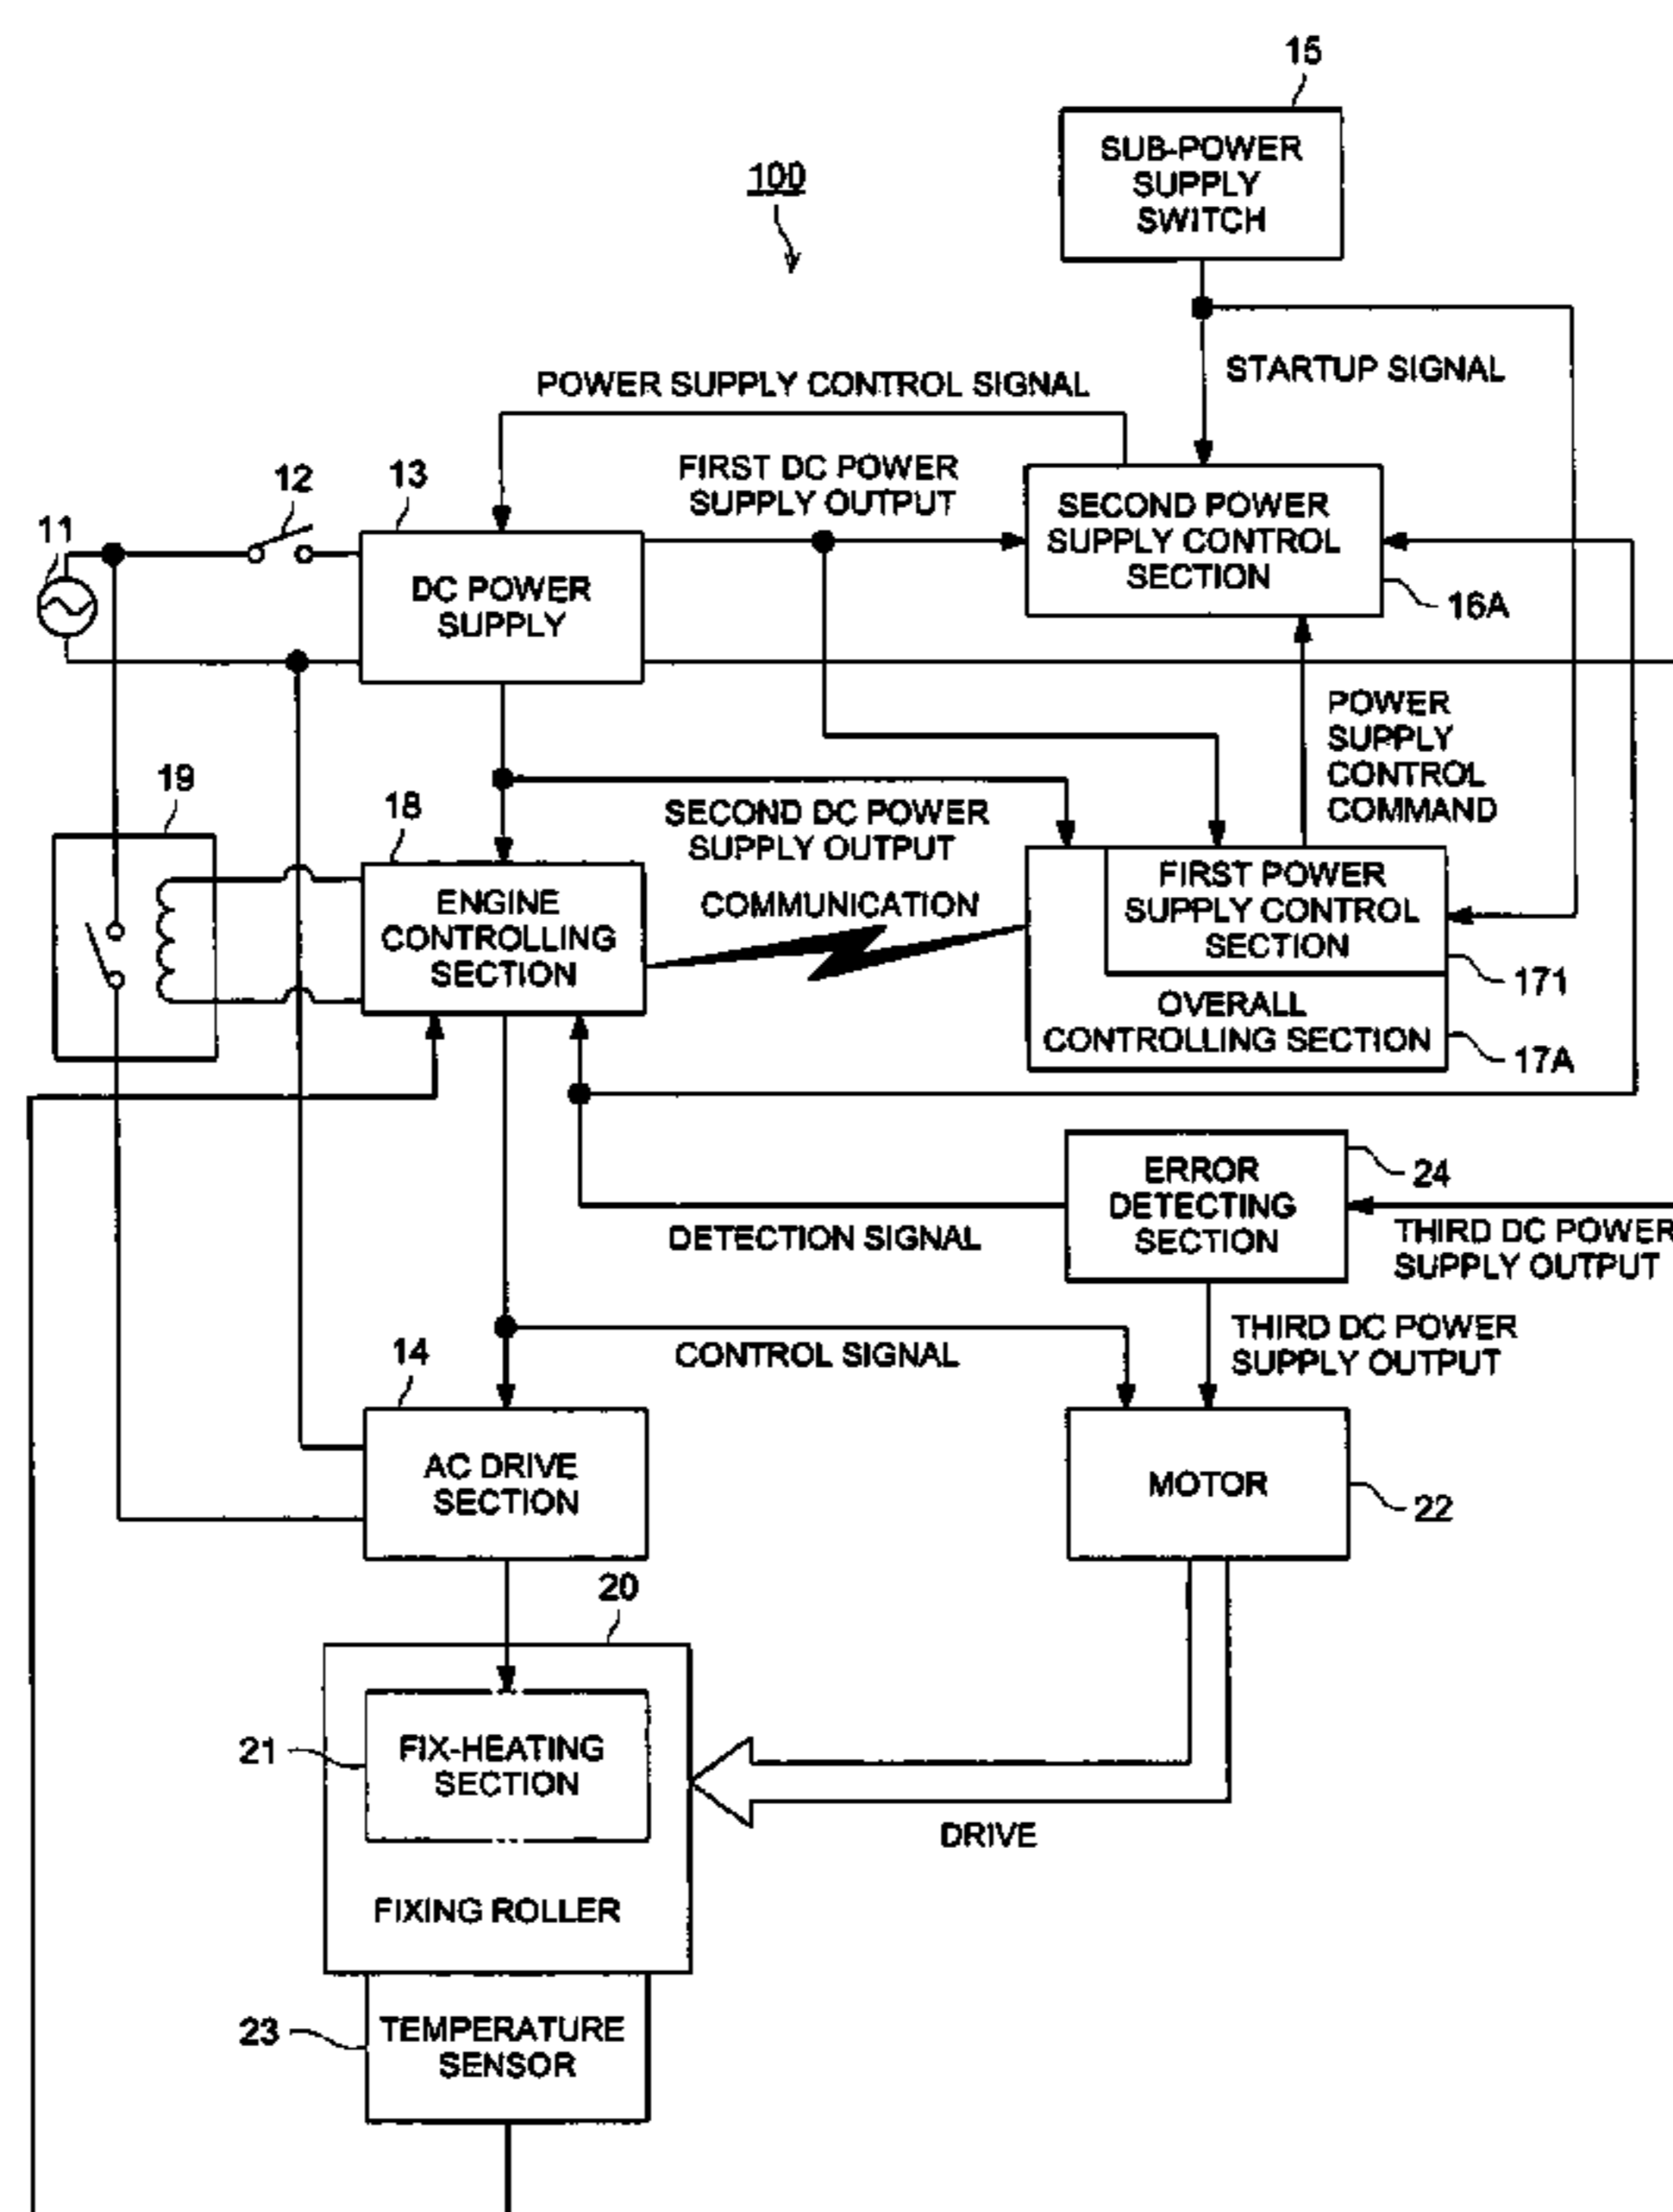 15
SUB-POWER
SUPPLY
SWITCH
100
STARTUP SIGNAL
POWER SUPPLY CONTROL SIGNAL
FIRST DC POWER
SUPPLY OUTPUT
11
12
13
DC POWER
SUPPLY
SECOND POWER
SUPPLY CONTROL
SECTION
16A
POWER
SUPPLY
CONTROL
COMMAND
19
18
SECOND DC POWER
SUPPLY OUTPUT
ENGINE
CONTROLLING
SECTION
COMMUNICATION
FIRST POWER
SUPPLY CONTROL
SECTION
171
OVERALL
CONTROLLING SECTION
17A
ERROR
DETECTING
SECTION
24
DETECTION SIGNAL
THIRD DC POWER
SUPPLY OUTPUT
THIRD DC POWER
SUPPLY OUTPUT
CONTROL SIGNAL
14
AC DRIVE
SECTION
MOTOR
22
20
21
FIX-HEATING
SECTION
DRIVE
FIXING ROLLER
23
TEMPERATURE
SENSOR